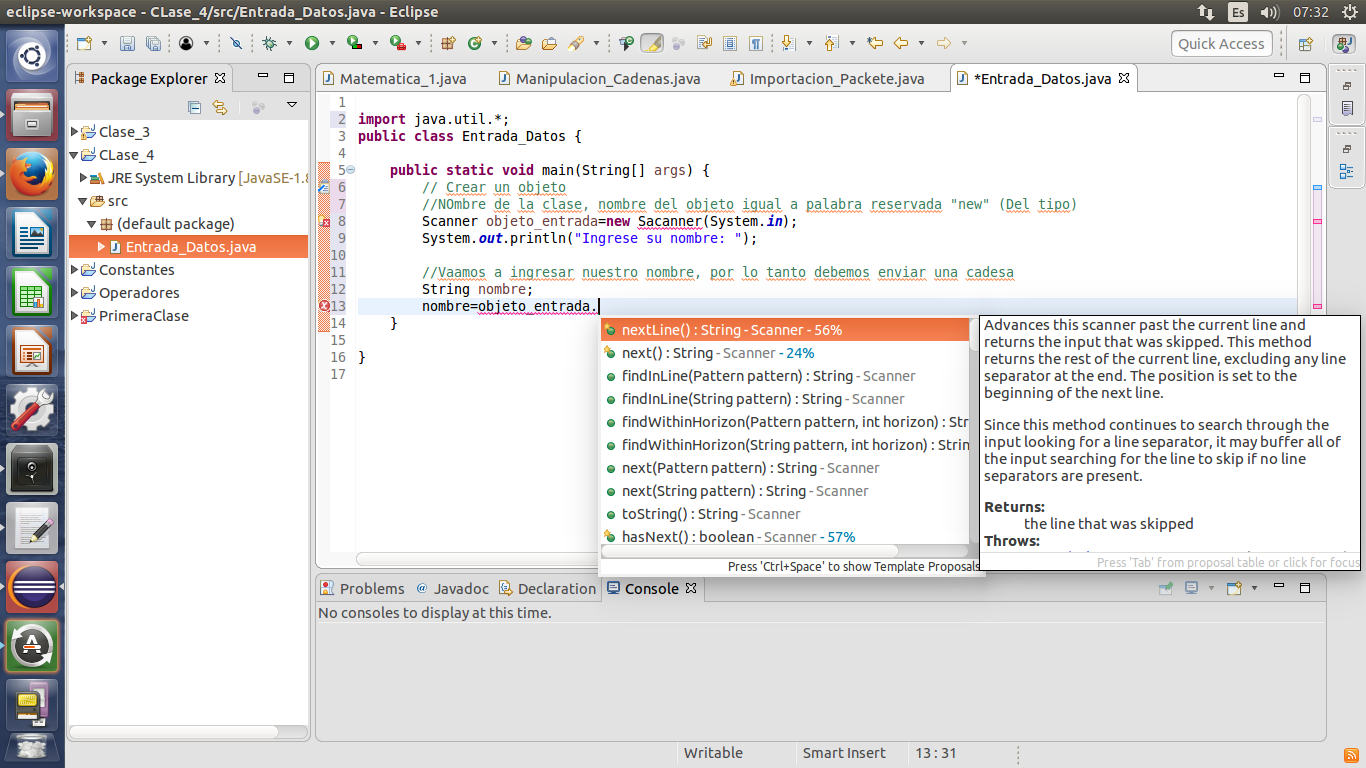 eclipse-workspace - CLase_4/src/Entrada_Datos.java - Eclipse
Es
07:32
Quick Access
Package Explorer
Matematica_1.java
Manipulacion_Cadenas.java
Importacion_Packete.java
*Entrada_Datos.java
Clase_3
CLase_4
JRE System Library [JavaSE-1.8
src
(default package)
Entrada_Datos.java
Constantes
Operadores
PrimeraClase
1
2 import java.util.*;
3 public class Entrada_Datos {
4
5 public static void main(String[] args) {
6 // Crear un objeto
7 //NOmbre de la clase, nombre del objeto igual a palabra reservada "new" (Del tipo)
8 Scanner objeto_entrada=new Sacanner(System.in);
9 System.out.println("Ingrese su nombre: ");
10
11 //Vaamos a ingresar nuestro nombre, por lo tanto debemos enviar una cadesa
12 String nombre;
13 nombre=objeto_entrada.
14 }
15
16 }
17
nextLine() : String - Scanner - 56%
next() : String - Scanner - 24%
findInLine(Pattern pattern) : String - Scanner
findInLine(String pattern) : String - Scanner
findWithinHorizon(Pattern pattern, int horizon) : Str
findWithinHorizon(String pattern, int horizon) : Strin
next(Pattern pattern) : String - Scanner
next(String pattern) : String - Scanner
toString() : String - Scanner
hasNext() : boolean - Scanner - 57%
Press 'Ctrl+Space' to show Template Proposals
Advances this scanner past the current line and
returns the input that was skipped. This method
returns the rest of the current line, excluding any line
separator at the end. The position is set to the
beginning of the next line.
Since this method continues to search through the
input looking for a line separator, it may buffer all of
the input searching for the line to skip if no line
separators are present.
Returns:
the line that was skipped
Throws:
Press 'Tab' from proposal table or click for focus
Problems
@ Javadoc
Declaration
Console
No consoles to display at this time.
Writable
Smart Insert
13 : 31